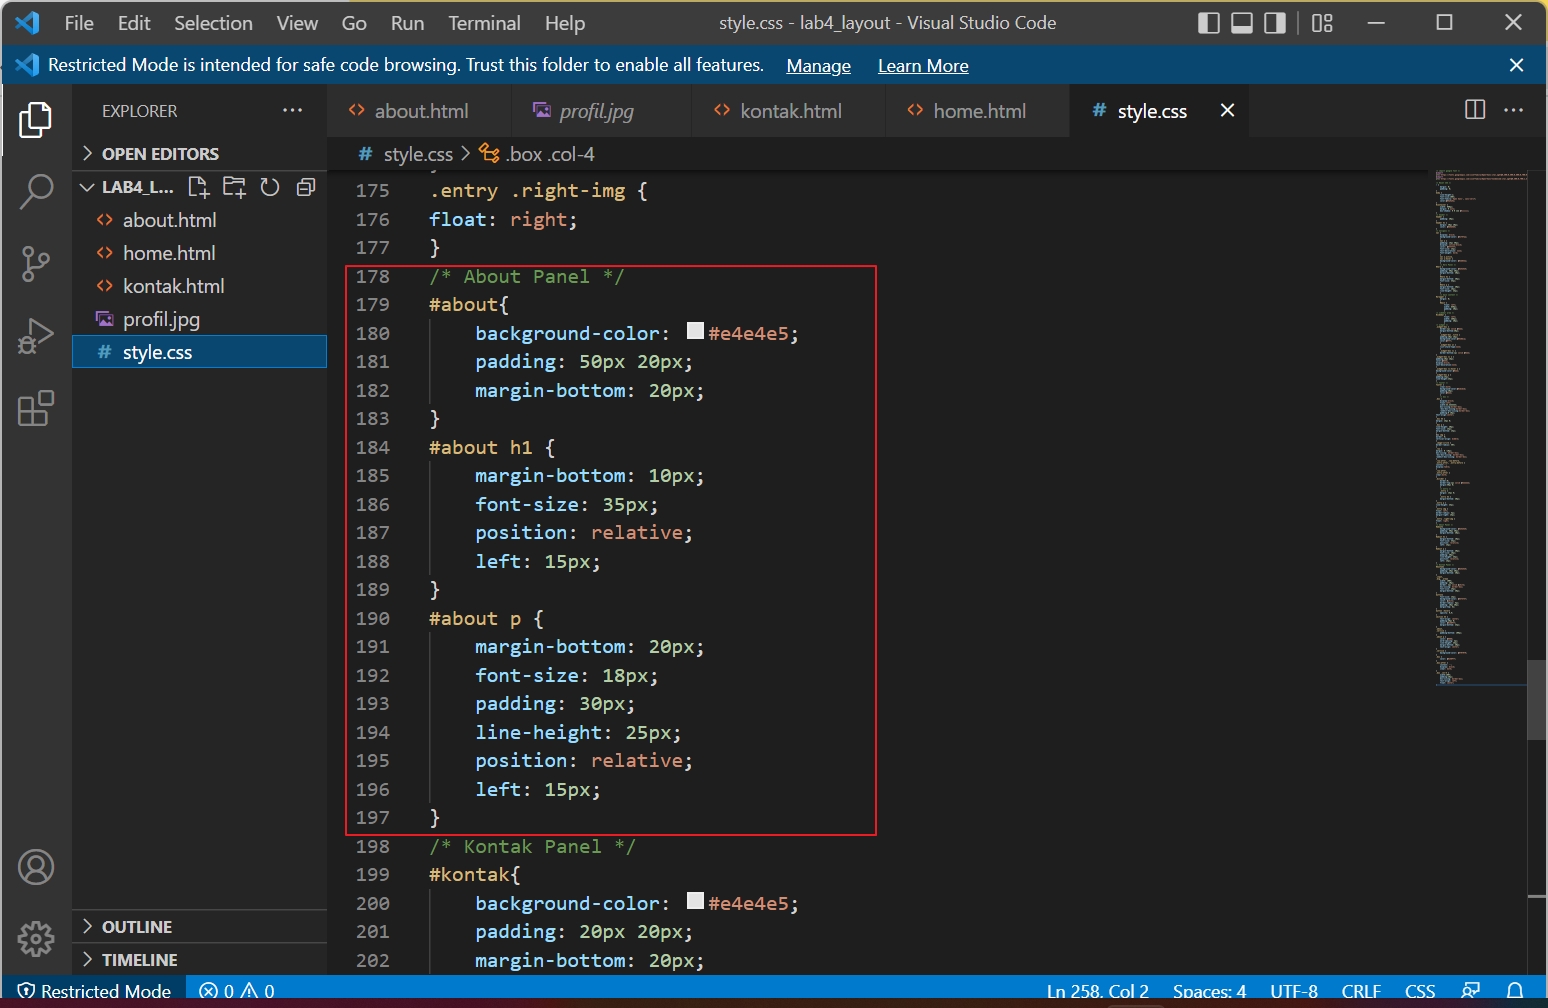 File Edit Selection View Go Run Terminal Help style.css - lab4_layout - Visual Studio Code
Restricted Mode is intended for safe code browsing. Trust this folder to enable all features. Manage Learn More
EXPLORER
OPEN EDITORS
LAB4_L...
about.html
home.html
kontak.html
profil.jpg
# style.css
OUTLINE
TIMELINE
about.html profil.jpg kontak.html home.html # style.css
# style.css > .box .col-4
175 .entry .right-img {
176 float: right;
177 }
178 /* About Panel */
179 #about{
180 background-color: #e4e4e5;
181 padding: 50px 20px;
182 margin-bottom: 20px;
183 }
184 #about h1 {
185 margin-bottom: 10px;
186 font-size: 35px;
187 position: relative;
188 left: 15px;
189 }
190 #about p {
191 margin-bottom: 20px;
192 font-size: 18px;
193 padding: 30px;
194 line-height: 25px;
195 position: relative;
196 left: 15px;
197 }
198 /* Kontak Panel */
199 #kontak{
200 background-color: #e4e4e5;
201 padding: 20px 20px;
202 margin-bottom: 20px;
Restricted Mode 0 0 Ln 258, Col 2 Spaces: 4 UTF-8 CRLF CSS